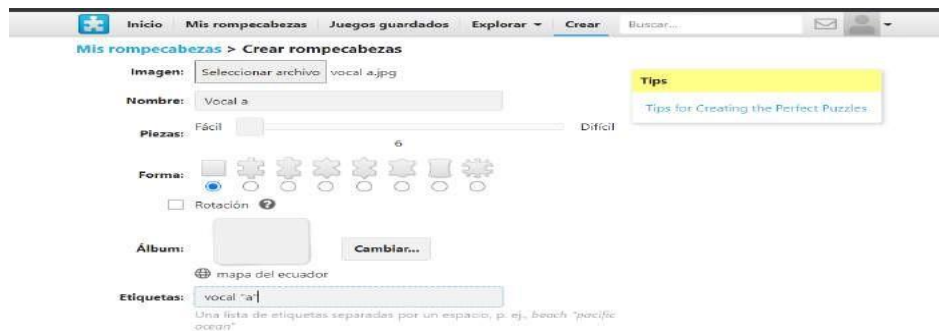 Inicio Mis rompecabezas Juegos guardados Explorar Crear Buscar...
Mis rompecabezas > Crear rompecabezas
Imagen: Seleccionar archivo vocal a.jpg
Tips
Nombre: Vocal a
Tips for Creating the Perfect Puzzles
Piezas: Fácil Difícil
6
Forma:
Rotación ?
Álbum: Cambiar...
mapa del ecuador
Etiquetas: vocal "a"
Una lista de etiquetas separadas por un espacio, p. ej., beach "pacific
ocean"